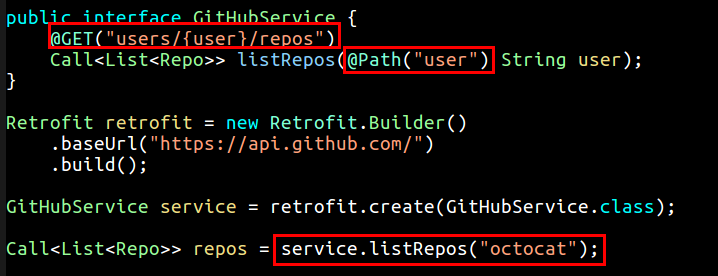 public interface GitHubService {
@GET("users/{user}/repos")
Call<List<Repo>> listRepos(@Path("user") String user);
}
Retrofit retrofit = new Retrofit.Builder()
.baseUrl("https://api.github.com/")
.build();
GitHubService service = retrofit.create(GitHubService.class);
Call<List<Repo>> repos = service.listRepos("octocat");